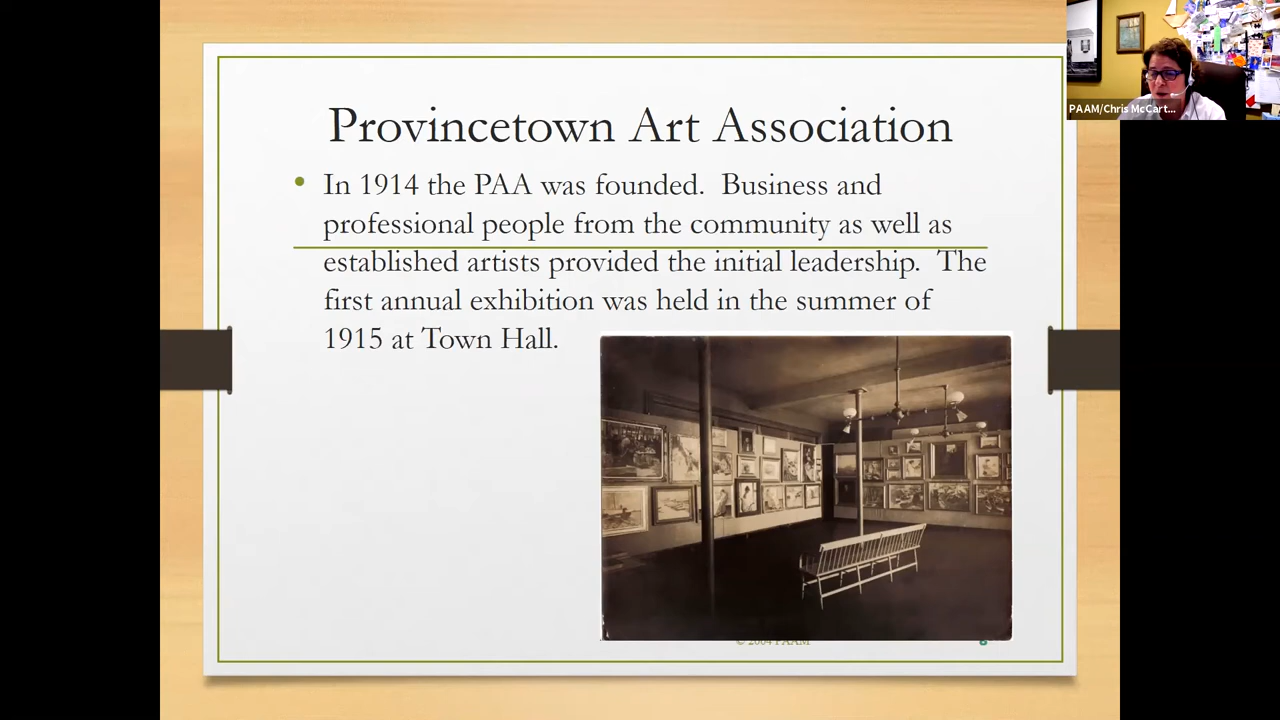 PAAM/Chris McCart...
Provincetown Art Association
• In 1914 the PAA was founded.  Business and
professional people from the community as well as
established artists provided the initial leadership.  The
first annual exhibition was held in the summer of
1915 at Town Hall.
© 2004 PAAM